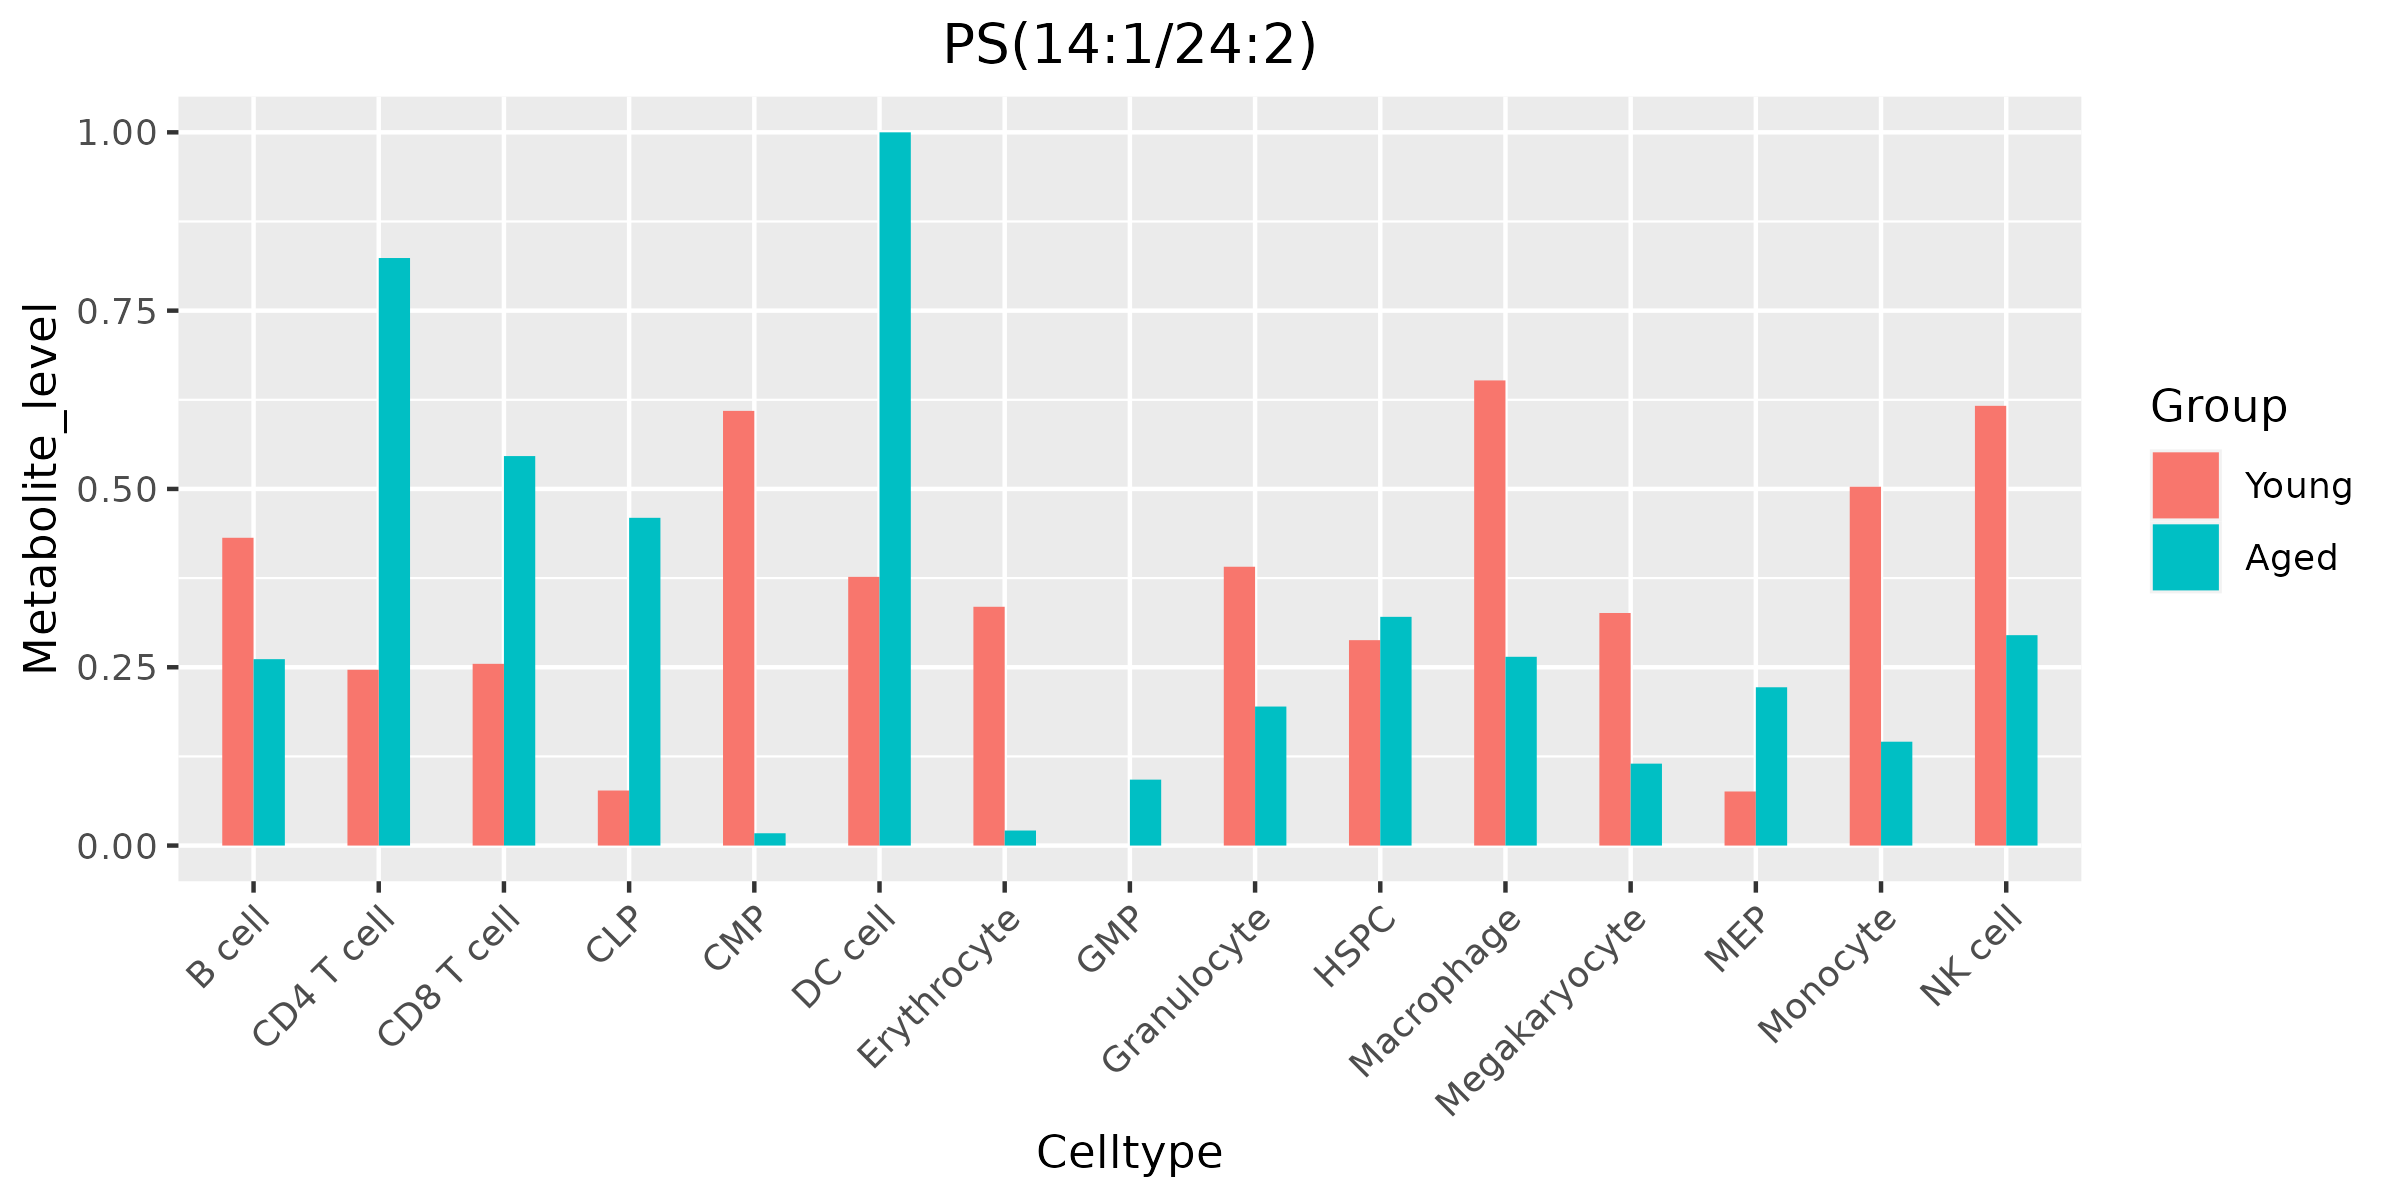 PS(14:1/24:2)
Metabolite_level
1.00
0.75
0.50
0.25
0.00
B cell
CD4 T cell
CD8 T cell
CLP
CMP
DC cell
Erythrocyte
GMP
Granulocyte
HSPC
Macrophage
Megakaryocyte
MEP
Monocyte
NK cell
Celltype
Group
Young
Aged